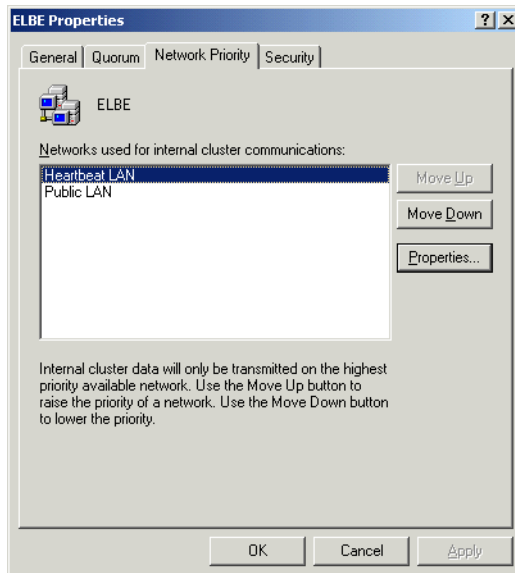 ELBE Properties
General
Quorum
Network Priority
Security
ELBE
Networks used for internal cluster communications:
Heartbeat LAN
Public LAN
Move Up
Move Down
Properties...
Internal cluster data will only be transmitted on the highest
priority available network. Use the Move Up button to
raise the priority of a network. Use the Move Down button
to lower the priority.
OK
Cancel
Apply